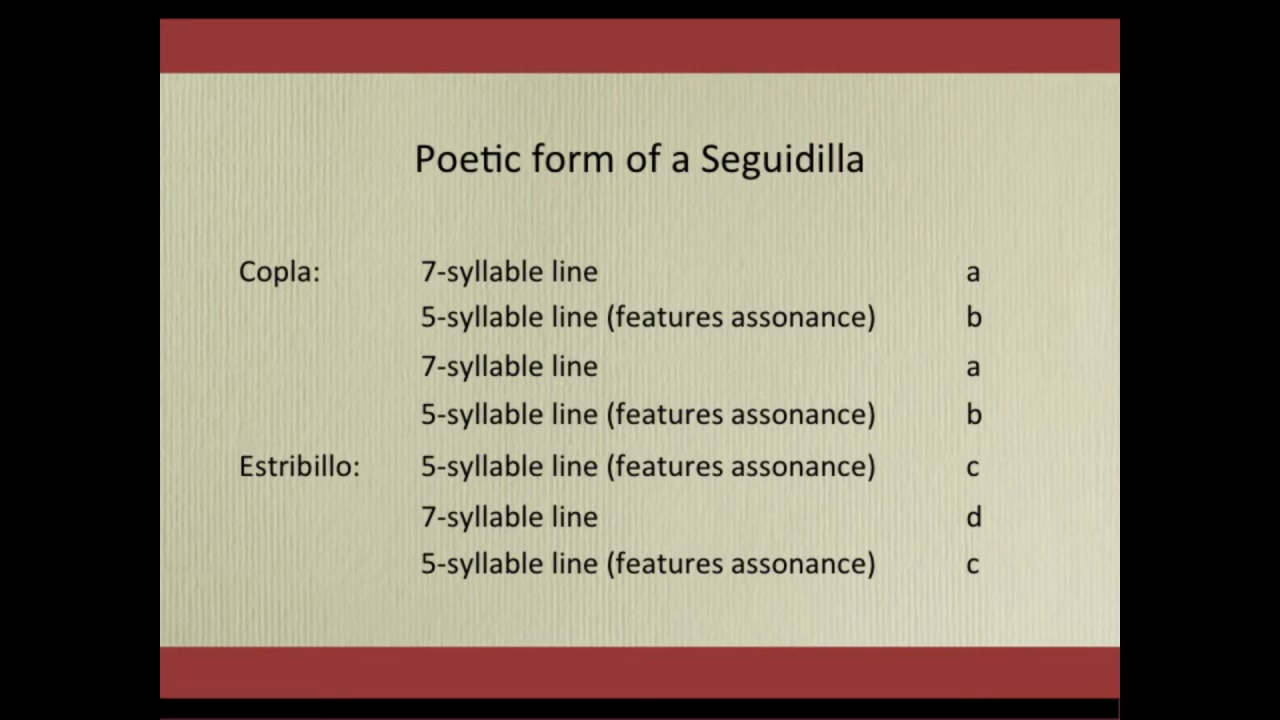 Poetic form of a Seguidilla
Copla: 7-syllable line a
5-syllable line (features assonance) b
7-syllable line a
5-syllable line (features assonance) b
Estribillo: 5-syllable line (features assonance) c
7-syllable line d
5-syllable line (features assonance) c